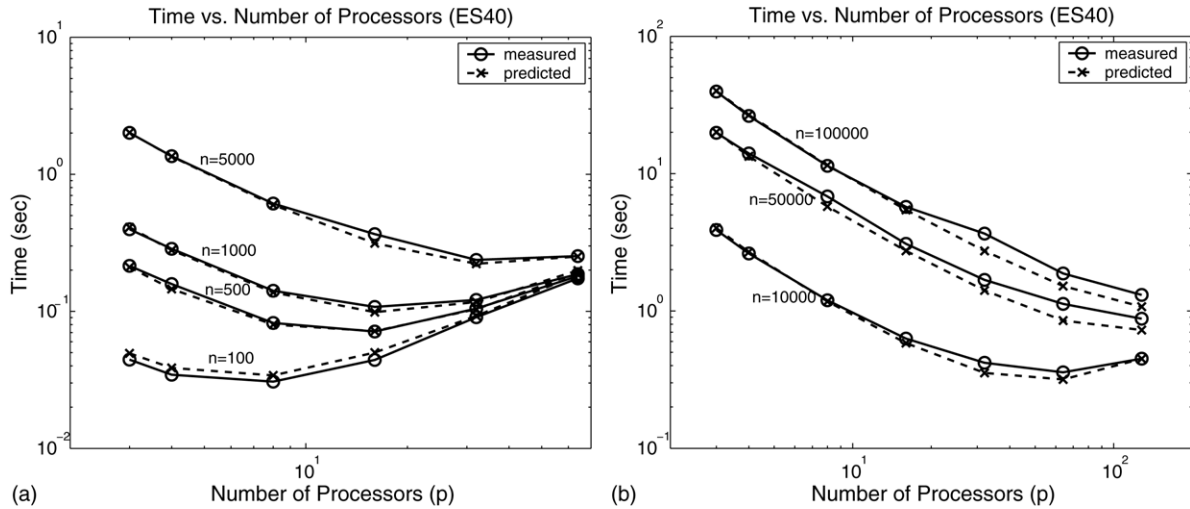 Time vs. Number of Processors (ES40)
10^1
measured
predicted
n=5000
10^0
n=1000
n=500
10^-1
n=100
10^-2
Time (sec)
10^1
(a)
Number of Processors (p)
Time vs. Number of Processors (ES40)
10^2
measured
predicted
n=100000
10^1
n=50000
10^0
n=10000
10^-1
Time (sec)
10^1
10^2
(b)
Number of Processors (p)